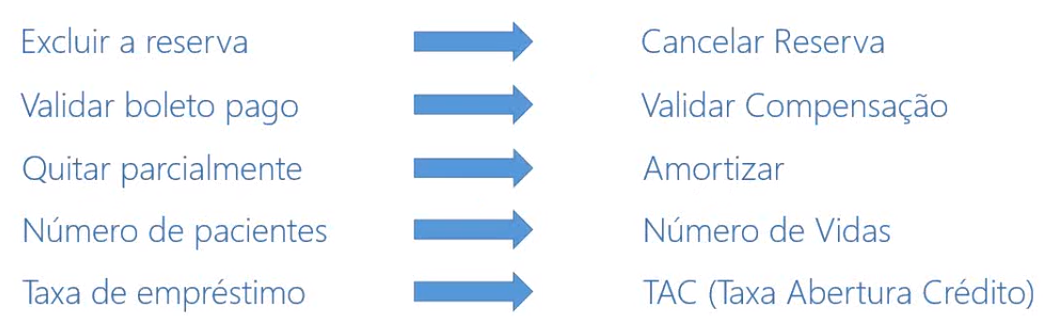 Excluir a reserva Cancelar Reserva
Validar boleto pago Validar Compensação
Quitar parcialmente Amortizar
Número de pacientes Número de Vidas
Taxa de empréstimo TAC (Taxa Abertura Crédito)